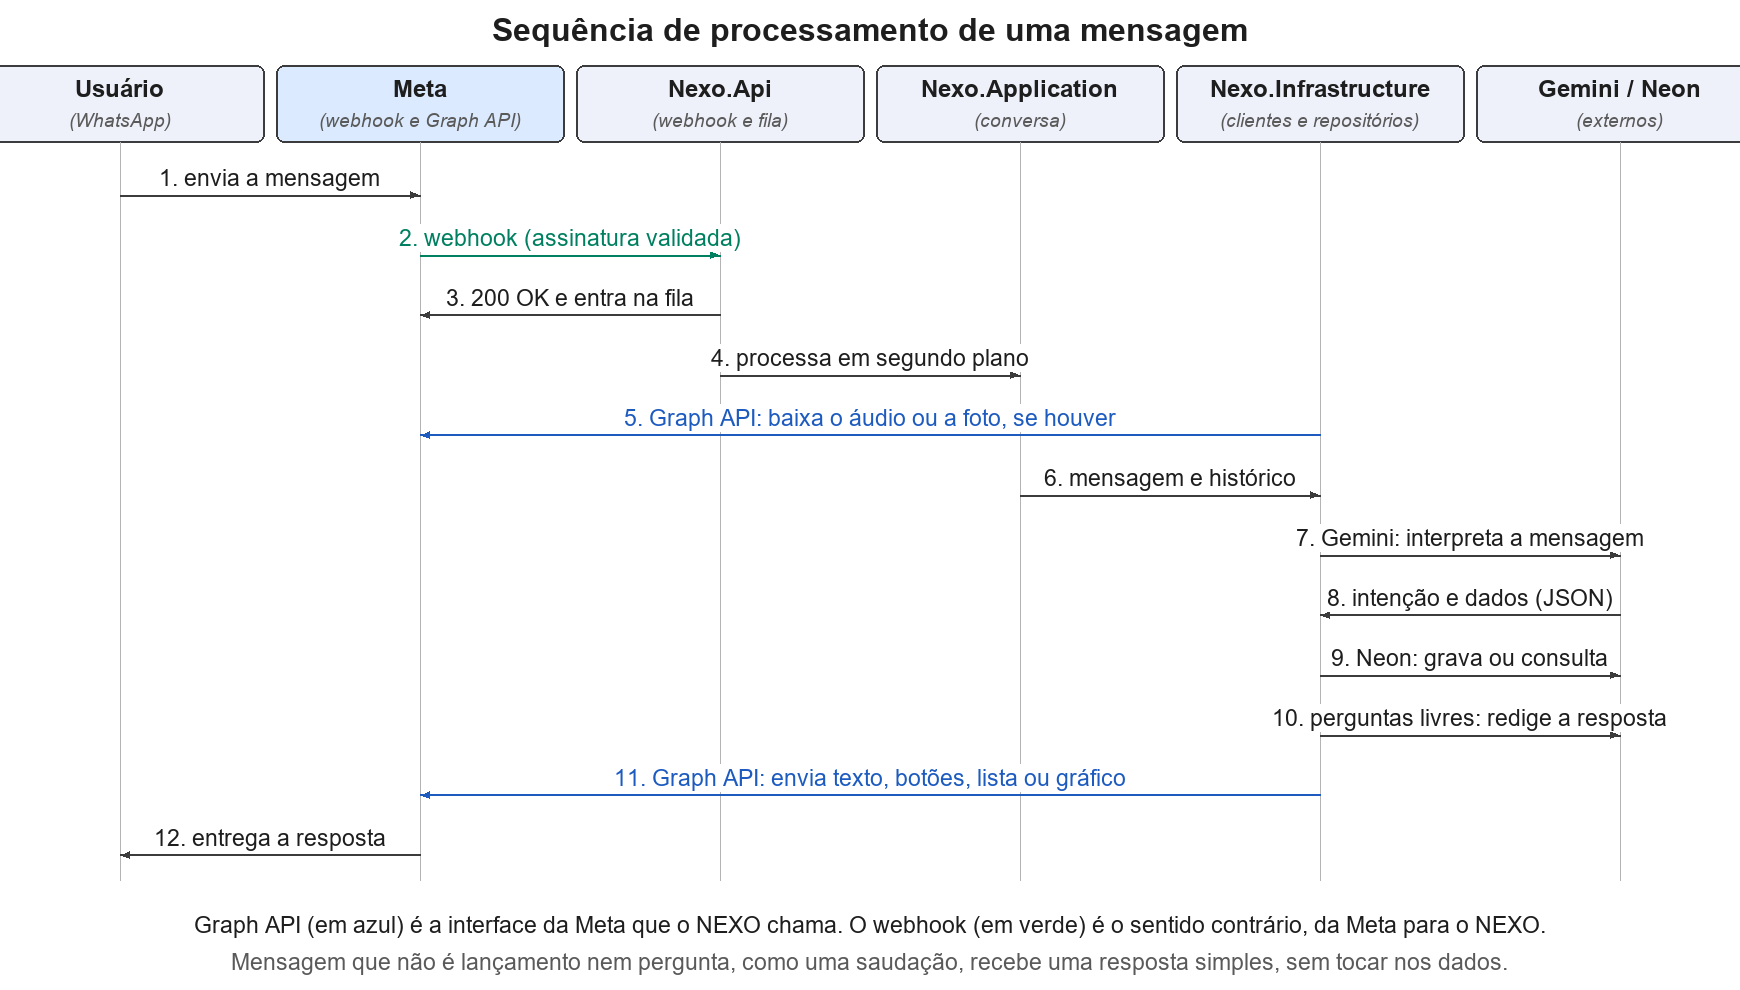 Sequência de processamento de uma mensagem
Usuário
(WhatsApp)
Meta
(webhook e Graph API)
Nexo.Api
(webhook e fila)
Nexo.Application
(conversa)
Nexo.Infrastructure
(clientes e repositórios)
Gemini / Neon
(externos)
1. envia a mensagem
2. webhook (assinatura validada)
3. 200 OK e entra na fila
4. processa em segundo plano
5. Graph API: baixa o áudio ou a foto, se houver
6. mensagem e histórico
7. Gemini: interpreta a mensagem
8. intenção e dados (JSON)
9. Neon: grava ou consulta
10. perguntas livres: redige a resposta
11. Graph API: envia texto, botões, lista ou gráfico
12. entrega a resposta
Graph API (em azul) é a interface da Meta que o NEXO chama. O webhook (em verde) é o sentido contrário, da Meta para o NEXO.
Mensagem que não é lançamento nem pergunta, como uma saudação, recebe uma resposta simples, sem tocar nos dados.